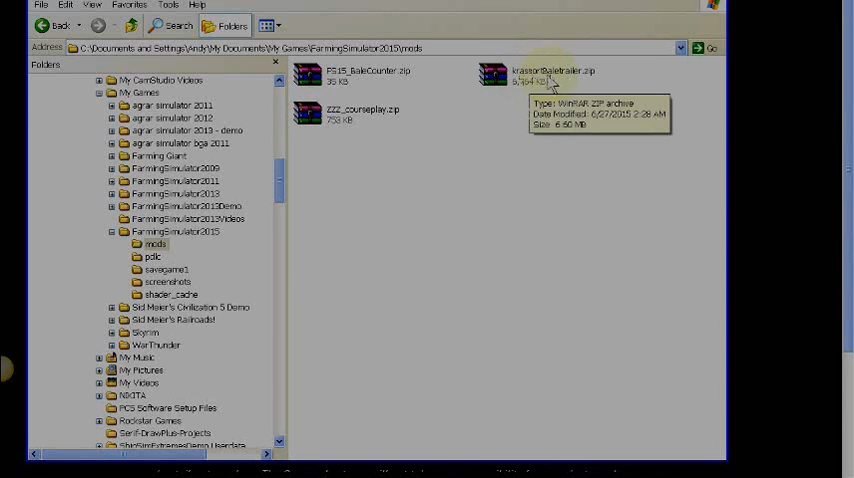 File Edit View Favorites Tools Help
Back Search Folders
Address C:\Documents and Settings\Andy\My Documents\My Games\FarmingSimulator2015\mods Go
Folders
My CamStudio Videos
My Games
agrar simulator 2011
agrar simulator 2012
agrar simulator 2013 - demo
agrar simulator bga 2011
Farming Giant
FarmingSimulator2009
FarmingSimulator2011
FarmingSimulator2013
FarmingSimulator2013Demo
FarmingSimulator2013Videos
FarmingSimulator2015
mods
pdlc
savegame1
screenshots
shader_cache
Sid Meier's Civilization 5 Demo
Sid Meier's Railroads!
Skyrim
WarThunder
My Music
My Pictures
My Videos
NIKITA
PCS Software Setup Files
Rockstar Games
Serif-DrawPlus-Projects
ShipSimExtremesDemo Userdata
FS15_BaleCounter.zip
35 KB
krassortBaletrailer.zip
ZZZ_courseplay.zip
753 KB
Type: WinRAR ZIP archive
Date Modified: 6/27/2015 2:28 AM
Size: 6.60 MB